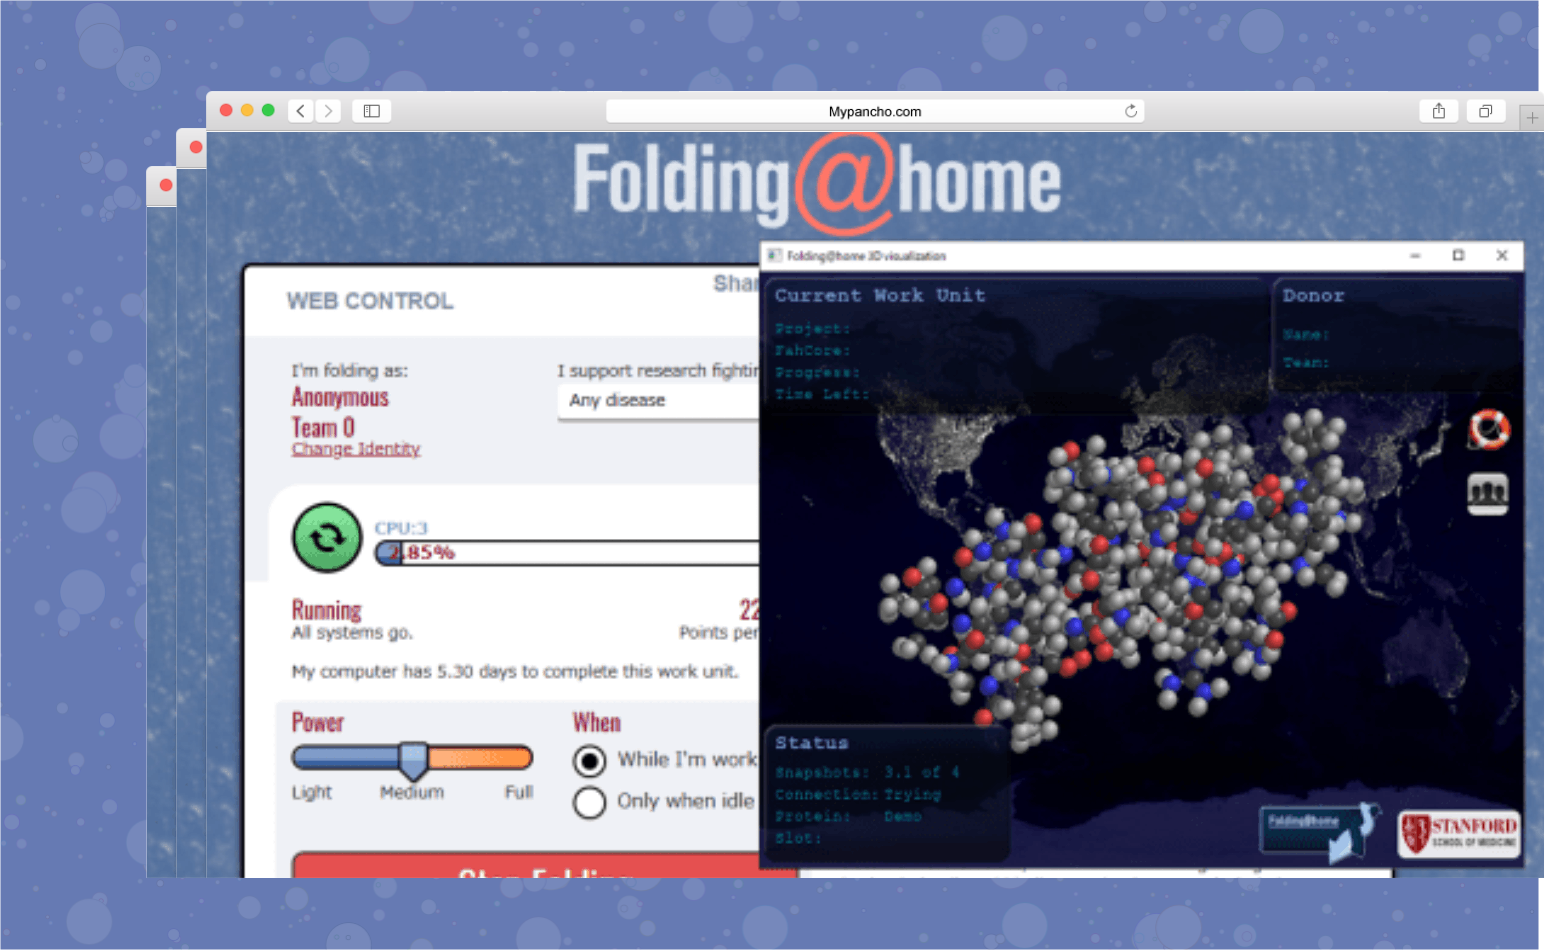 Mypancho.com
Folding@home
WEB CONTROL
Shar
I'm folding as:
Anonymous
Team 0
Change Identity
I support research fightin
Any disease
CPU:3
2.85%
Running
All systems go.
22
Points per
My computer has 5.30 days to complete this work unit.
Power
Light
Medium
Full
When
While I'm work
Only when idle
Stop Folding
Folding@home 3D visualization
Current Work Unit
Project:
FahCore:
Progress:
Time Left:
Donor
Name:
Team:
Status
Snapshots: 3.1 of 4
Connection: Trying
Protein: Demo
Slot:
Folding@home
STANFORD
SCHOOL OF MEDICINE